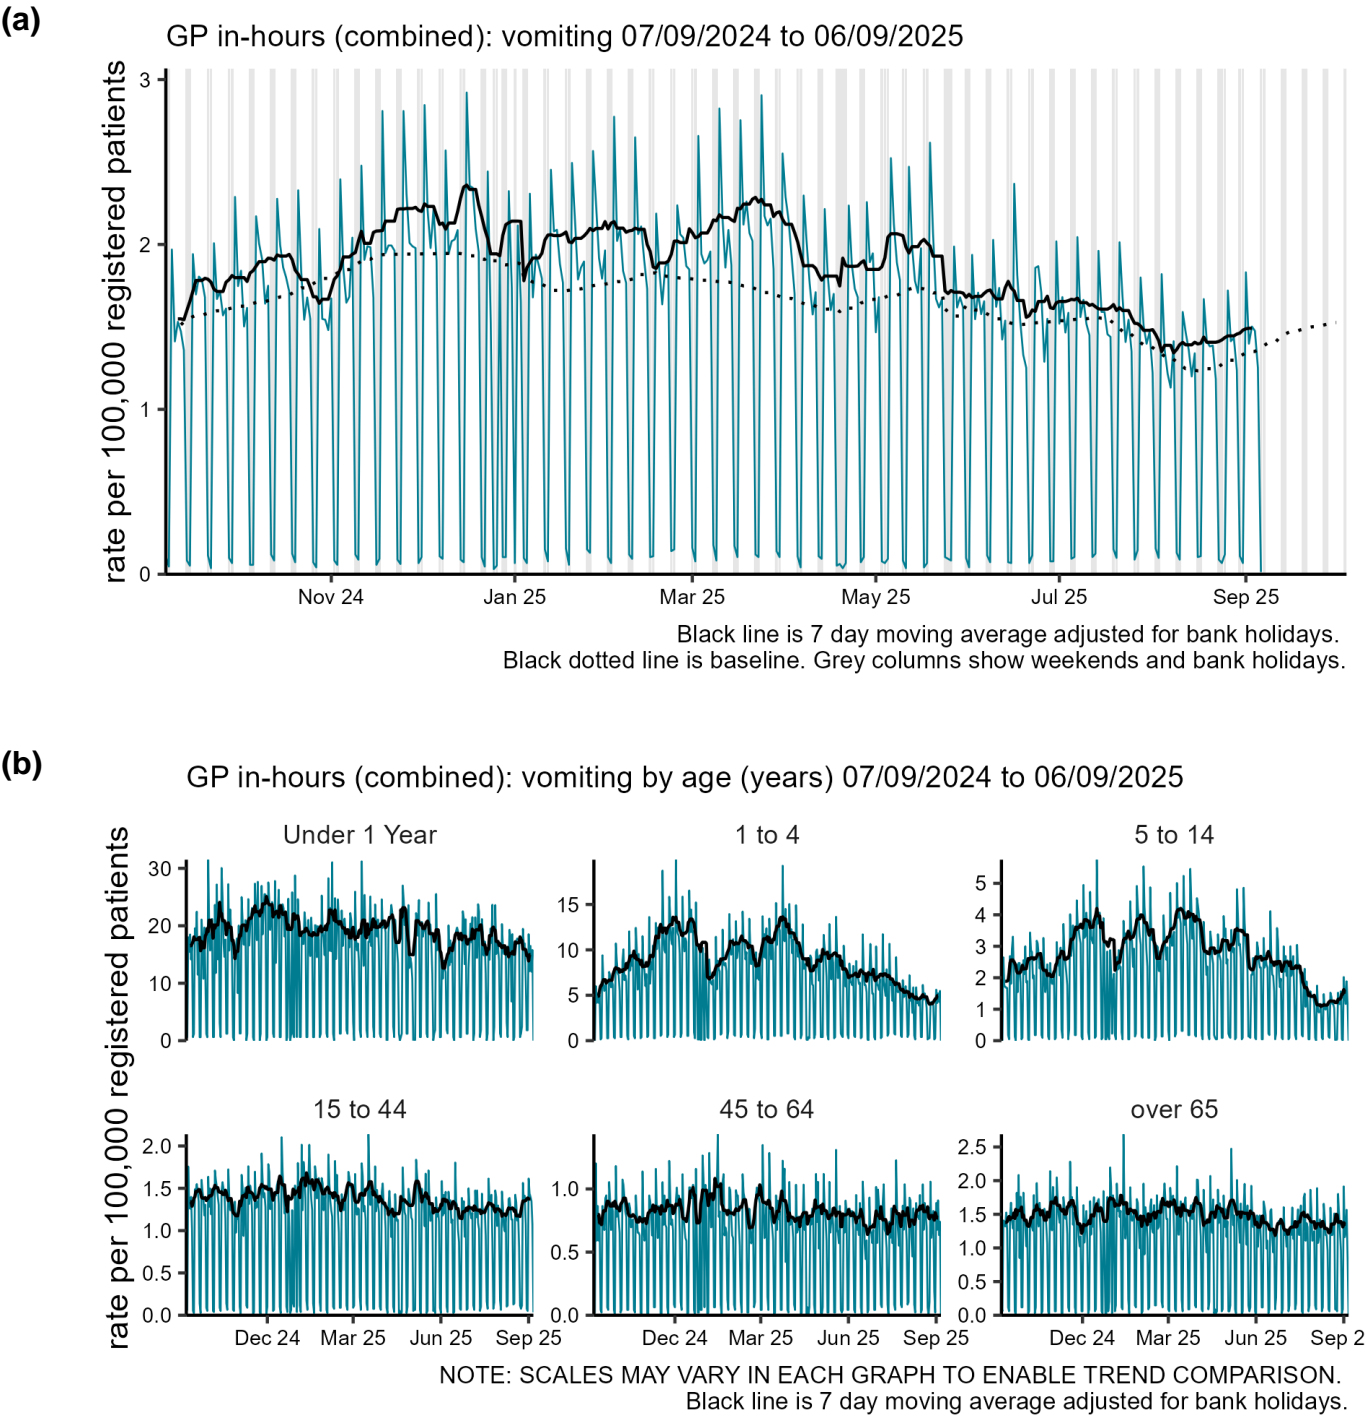 (a)
GP in-hours (combined): vomiting 07/09/2024 to 06/09/2025
rate per 100,000 registered patients
3
2
1
0
Nov 24 Jan 25 Mar 25 May 25 Jul 25 Sep 25
Black line is 7 day moving average adjusted for bank holidays.
Black dotted line is baseline. Grey columns show weekends and bank holidays.
(b)
GP in-hours (combined): vomiting by age (years) 07/09/2024 to 06/09/2025
rate per 100,000 registered patients
Under 1 Year
30
20
10
0
1 to 4
15
10
5
0
5 to 14
5
4
3
2
1
0
15 to 44
2.0
1.5
1.0
0.5
0.0
Dec 24 Mar 25 Jun 25 Sep 25
45 to 64
1.0
0.5
0.0
Dec 24 Mar 25 Jun 25 Sep 25
over 65
2.5
2.0
1.5
1.0
0.5
0.0
Dec 24 Mar 25 Jun 25 Sep 2
NOTE: SCALES MAY VARY IN EACH GRAPH TO ENABLE TREND COMPARISON.
Black line is 7 day moving average adjusted for bank holidays.